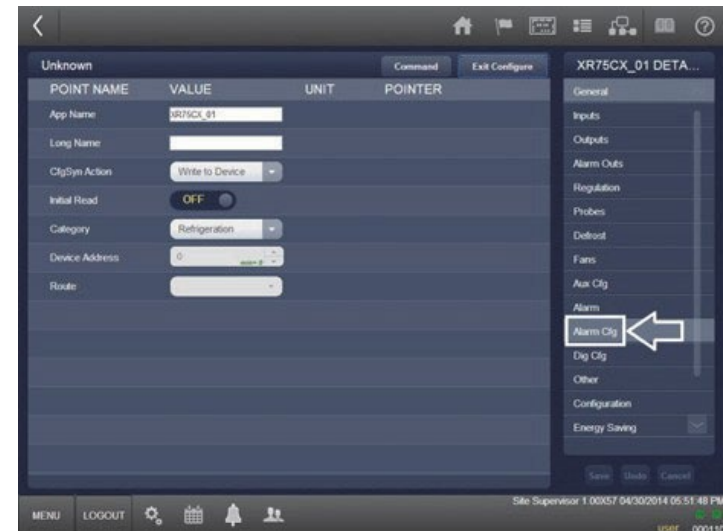 Unknown
Command
Exit Configure
XR75CX_01 DETA...
POINT NAME VALUE UNIT POINTER
General
App Name XR75CX_01
Inputs
Long Name
Outputs
CfgSyn Action Write to Device
Alarm Outs
Regulation
Initial Read OFF
Probes
Category Refrigeration
Defrost
Device Address 0
Fans
Route
Aux Cfg
Alarm
Alarm Cfg
Dig Cfg
Other
Configuration
Energy Saving
Save Undo Cancel
MENU LOGOUT
Site Supervisor 1.00X57 04/30/2014 05:51:48 PM
user